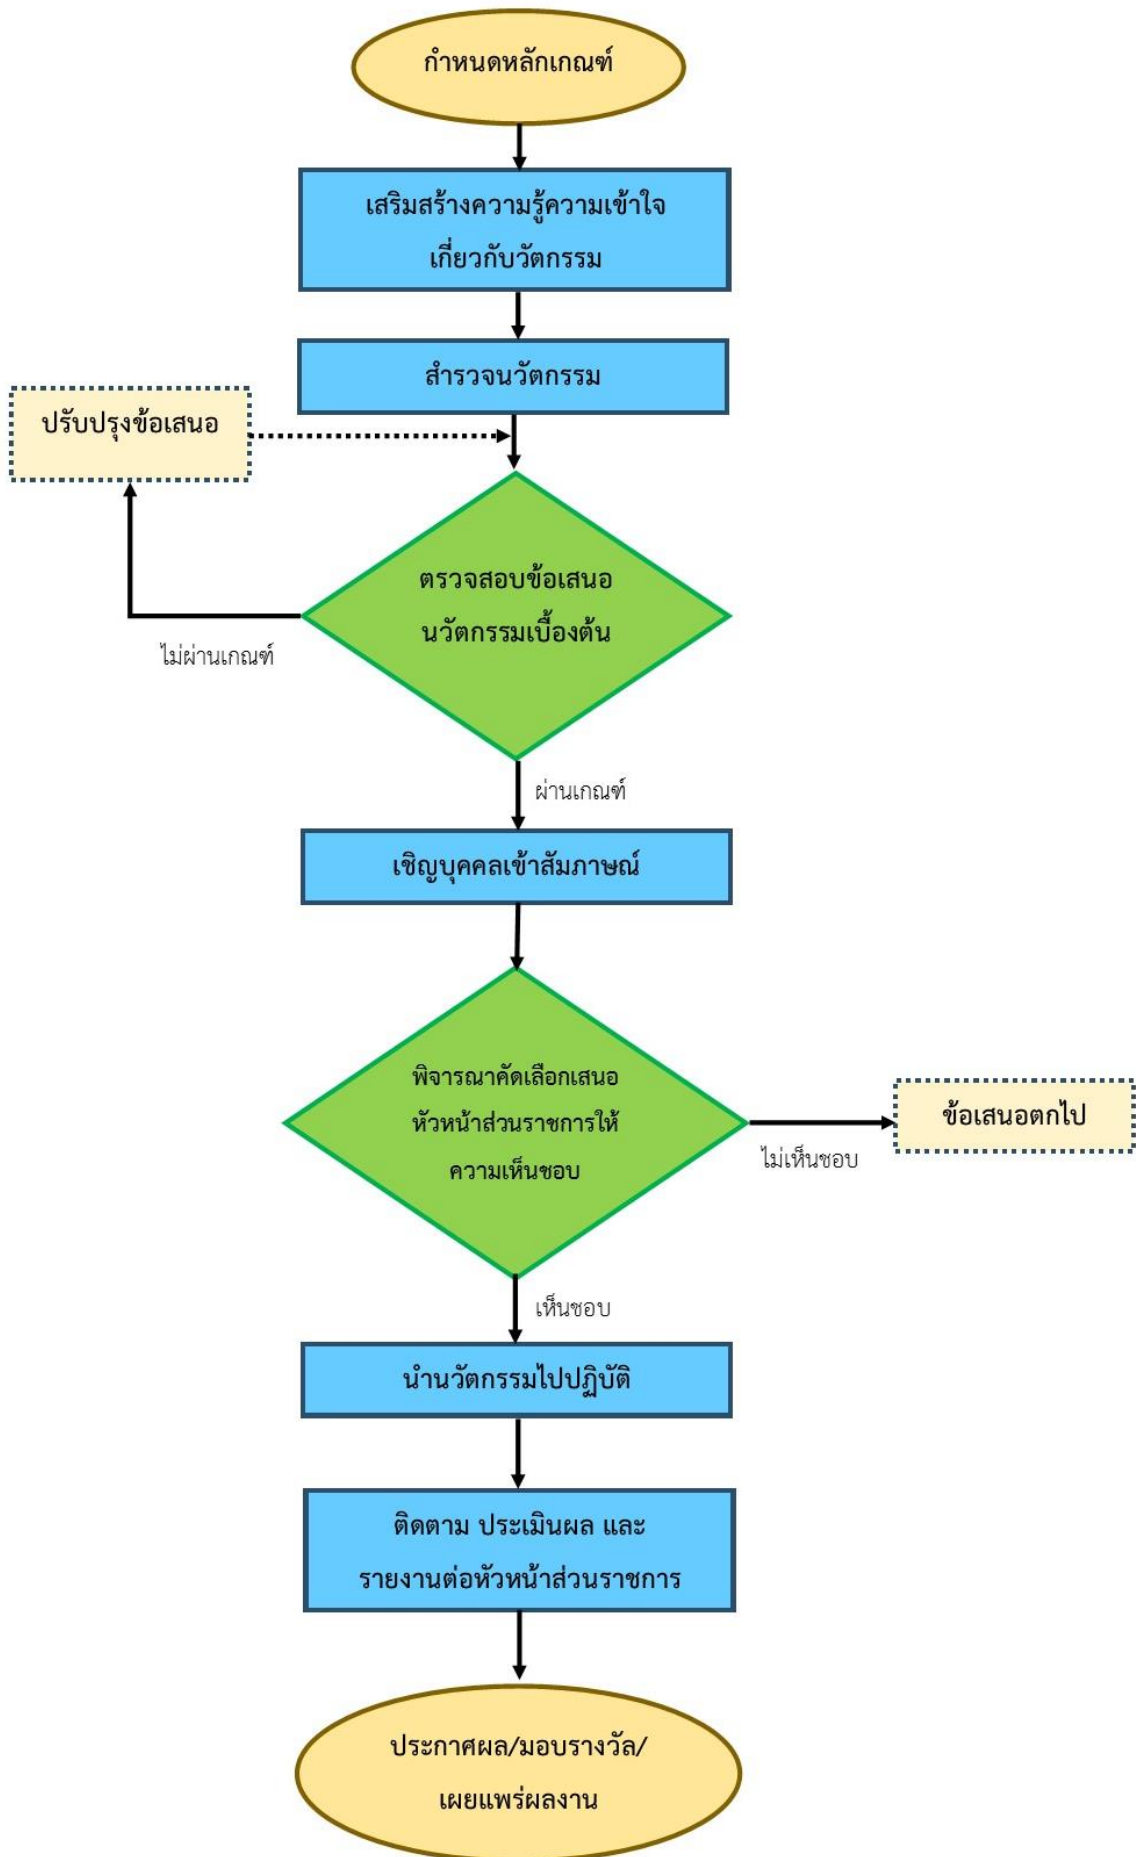 กำหนดหลักเกณฑ์
เสริมสร้างความรู้ความเข้าใจ
เกี่ยวกับวัตกรรม
สำรวจนวัตกรรม
ปรับปรุงข้อเสนอ
ตรวจสอบข้อเสนอ
นวัตกรรมเบื้องต้น
ไม่ผ่านเกณฑ์
ผ่านเกณฑ์
เชิญบุคคลเข้าสัมภาษณ์
พิจารณาคัดเลือกเสนอ
หัวหน้าส่วนราชการให้
ความเห็นชอบ
ข้อเสนอตกไป
ไม่เห็นชอบ
เห็นชอบ
นำนวัตกรรมไปปฏิบัติ
ติดตาม ประเมินผล และ
รายงานต่อหัวหน้าส่วนราชการ
ประกาศผล/มอบรางวัล/
เผยแพร่ผลงาน